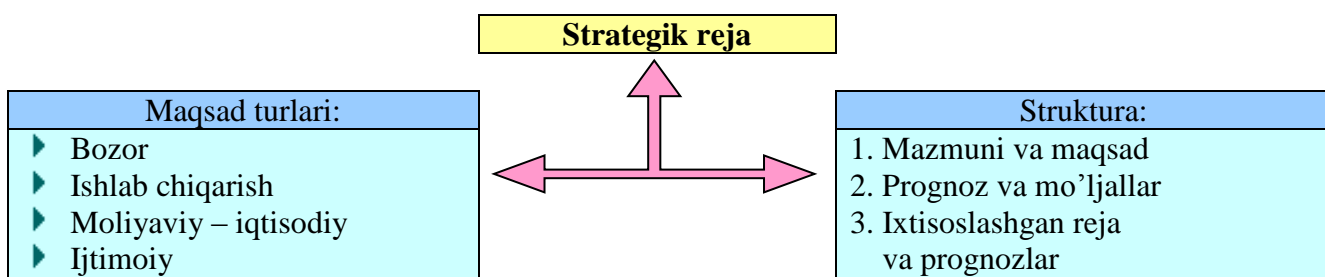 Strategik reja
Maqsad turlari:
Bozor
Ishlab chiqarish
Moliyaviy – iqtisodiy
Ijtimoiy
Struktura:
1. Mazmuni va maqsad
2. Prognoz va mo’ljallar
3. Ixtisoslashgan reja
va prognozlar